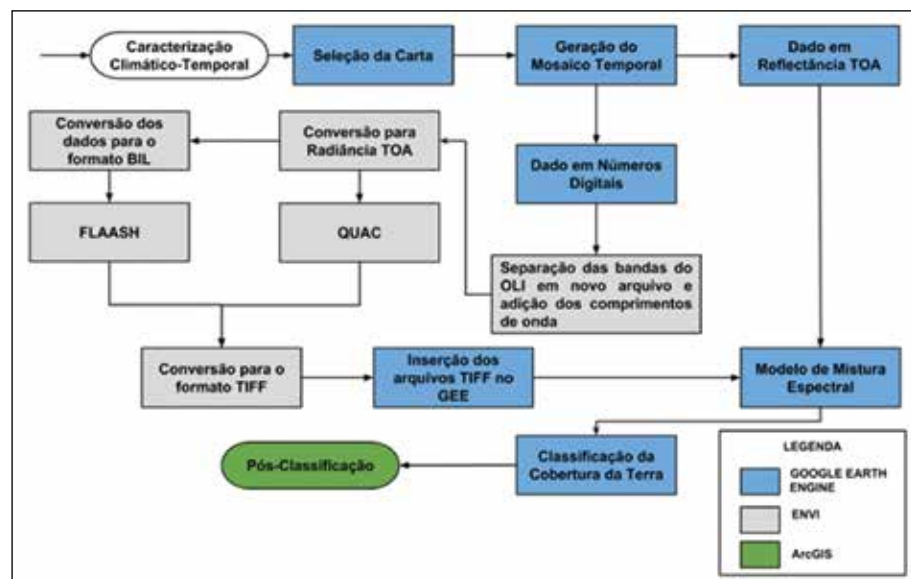 Caracterização
Climático-Temporal
Seleção da Carta
Geração do
Mosaico Temporal
Dado em
Reflectância TOA
Conversão dos
dados para o
formato BIL
Conversão para
Radiância TOA
Dado em Números
Digitais
FLAASH
QUAC
Separação das bandas do
OLI em novo arquivo e
adição dos comprimentos
de onda
Conversão para o
formato TIFF
Inserção dos
arquivos TIFF no
GEE
Modelo de Mistura
Espectral
Pós-Classificação
Classificação da
Cobertura da Terra
LEGENDA
GOOGLE EARTH
ENGINE
ENVI
ArcGIS